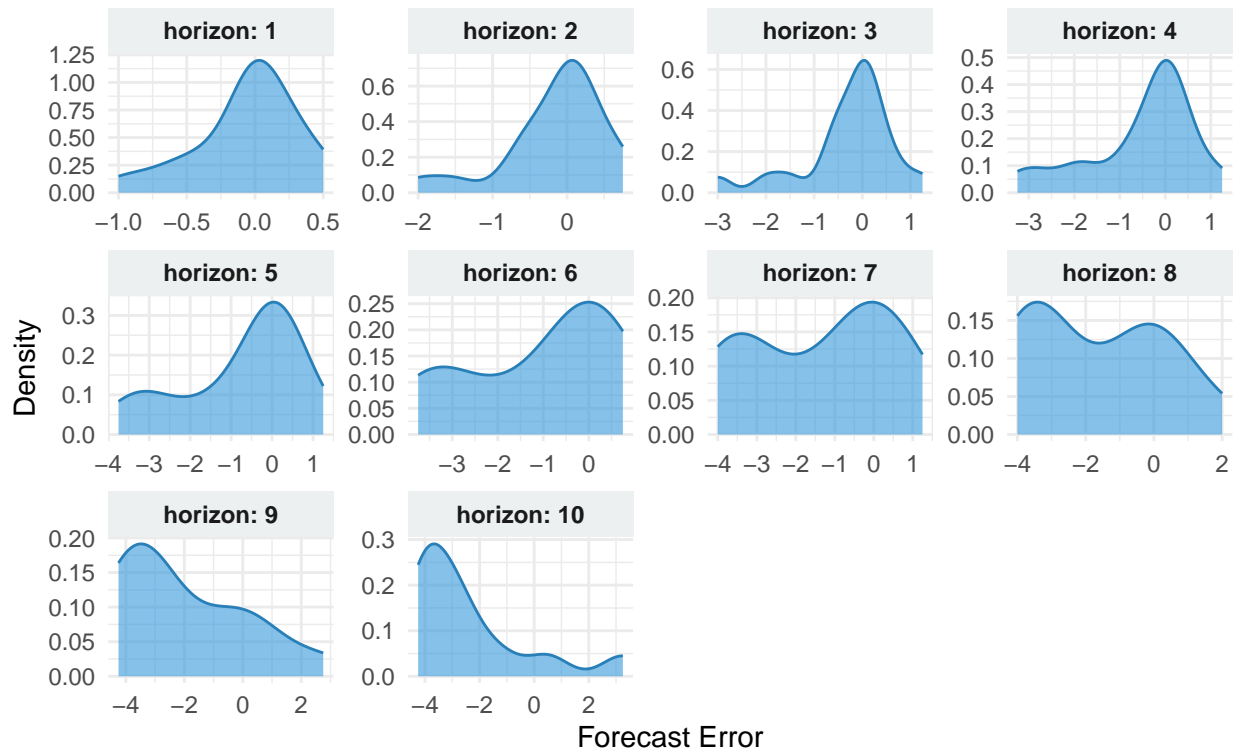 horizon: 1
horizon: 2
horizon: 3
horizon: 4
1.25
1.00
0.75
0.50
0.25
0.00
−1.0 −0.5 0.0 0.5
0.6
0.4
0.2
0.0
−2 −1 0
0.6
0.4
0.2
0.0
−3 −2 −1 0 1
0.5
0.4
0.3
0.2
0.1
0.0
−3 −2 −1 0 1
horizon: 5
horizon: 6
horizon: 7
horizon: 8
0.3
0.2
0.1
0.0
−4 −3 −2 −1 0 1
0.25
0.20
0.15
0.10
0.05
0.00
−3 −2 −1 0
0.20
0.15
0.10
0.05
0.00
−4 −3 −2 −1 0 1
0.15
0.10
0.05
0.00
−4 −2 0 2
horizon: 9
horizon: 10
0.20
0.15
0.10
0.05
0.00
−4 −2 0 2
0.3
0.2
0.1
0.0
−4 −2 0 2
Density
Forecast Error